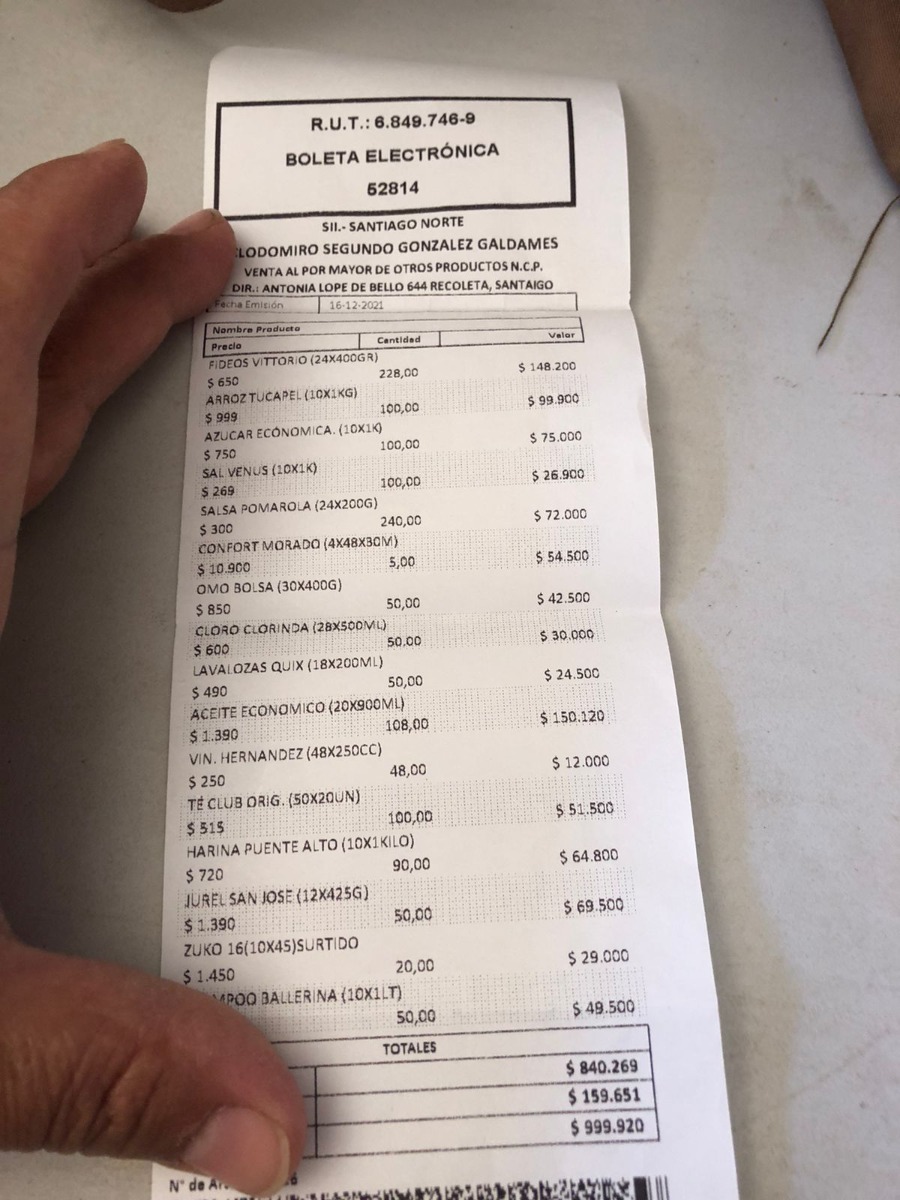 R.U.T.: 6.849.746-9
BOLETA ELECTRÓNICA
52814
SII.- SANTIAGO NORTE
LODOMIRO SEGUNDO GONZALEZ GALDAMES
VENTA AL POR MAYOR DE OTROS PRODUCTOS N.C.P.
DIR.: ANTONIA LOPE DE BELLO 644 RECOLETA, SANTAIGO
Fecha Emisión 16-12-2021
Nombre Producto
Precio Cantidad Valor
FIDEOS VITTORIO (24X400GR)
$ 650 228,00 $ 148.200
ARROZ TUCAPEL (10X1KG)
$ 999 100,00 $ 99.900
AZUCAR ECONOMICA. (10X1K)
$ 750 100,00 $ 75.000
SAL VENUS (10X1K)
$ 269 100,00 $ 26.900
SALSA POMAROLA (24X200G)
$ 300 240,00 $ 72.000
CONFORT MORADO (4X48X30M)
$ 10.900 5,00 $ 54.500
OMO BOLSA (30X400G)
$ 850 50,00 $ 42.500
CLORO CLORINDA (28X500ML)
$ 600 50,00 $ 30.000
LAVALOZAS QUIX (18X200ML)
$ 490 50,00 $ 24.500
ACEITE ECONOMICO (20X900ML)
$ 1.390 108,00 $ 150.120
VIN. HERNANDEZ (48X250CC)
$ 250 48,00 $ 12.000
TÉ CLUB ORIG. (50X20UN)
$ 515 100,00 $ 51.500
HARINA PUENTE ALTO (10X1KILO)
$ 720 90,00 $ 64.800
JUREL SAN JOSE (12X425G)
$ 1.390 50,00 $ 69.500
ZUKO 16(10X45)SURTIDO
$ 1.450 20,00 $ 29.000
MPOO BALLERINA (10X1LT)
50,00 $ 49.500
TOTALES
$ 840.269
$ 159.651
$ 999.920
N° de